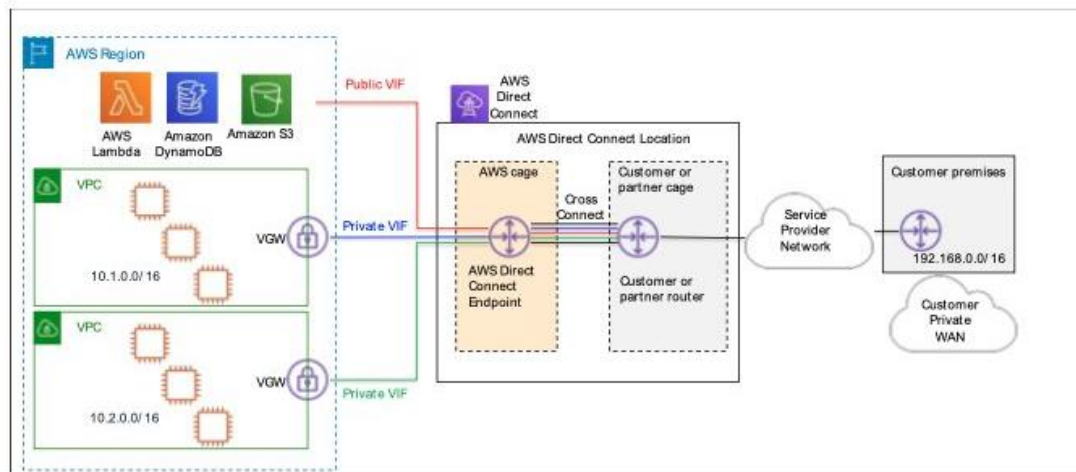 AWS Region
AWS
Lambda
Amazon
DynamoDB
Amazon S3
Public VIF
AWS
Direct
Connect
AWS Direct Connect Location
AWS cage
Customer or
partner cage
Cross
Connect
AWS Direct
Connect
Endpoint
Customer or
partner router
Service
Provider
Network
Customer premises
192.168.0.0/ 16
Customer
Private
WAN
VPC
10.1.0.0/ 16
VGW
Private VIF
VPC
10.2.0.0/ 16
VGW
Private VIF